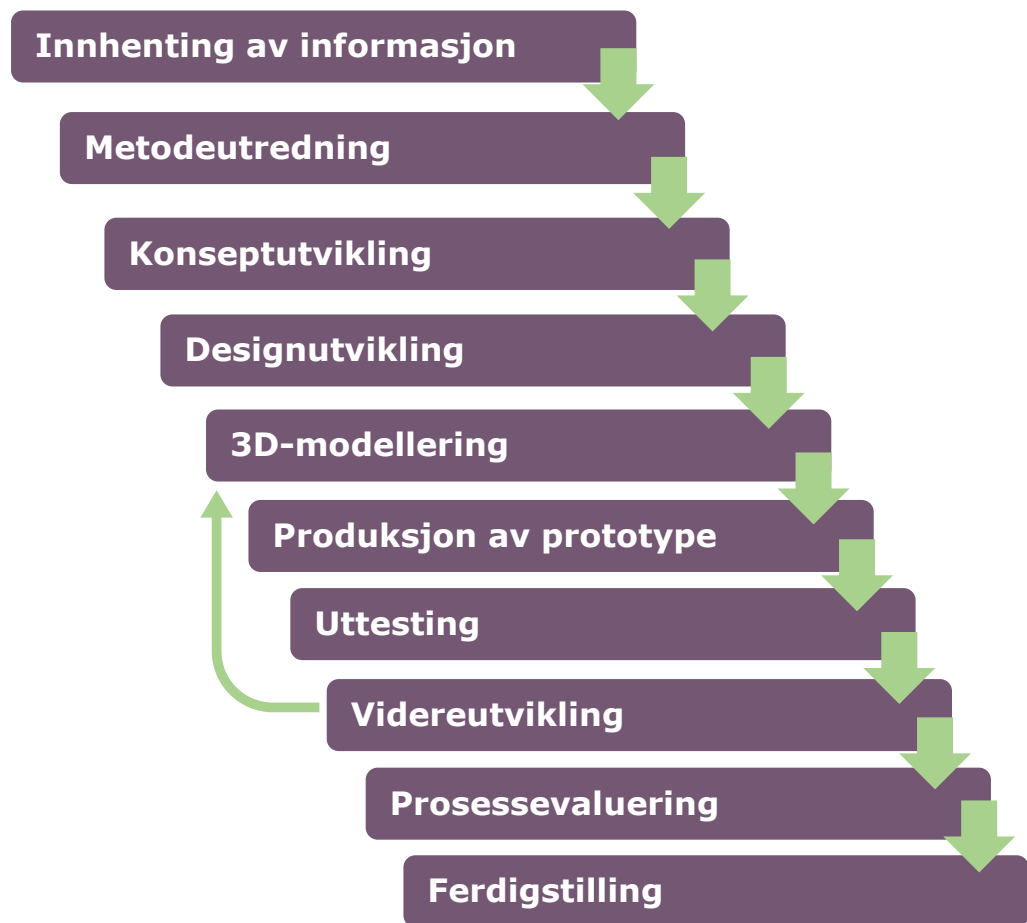 Innhenting av informasjon
Metodeutredning
Konseptutvikling
Designutvikling
3D-modellering
Produksjon av prototype
Uttesting
Videreutvikling
Prosessevaluering
Ferdigstilling